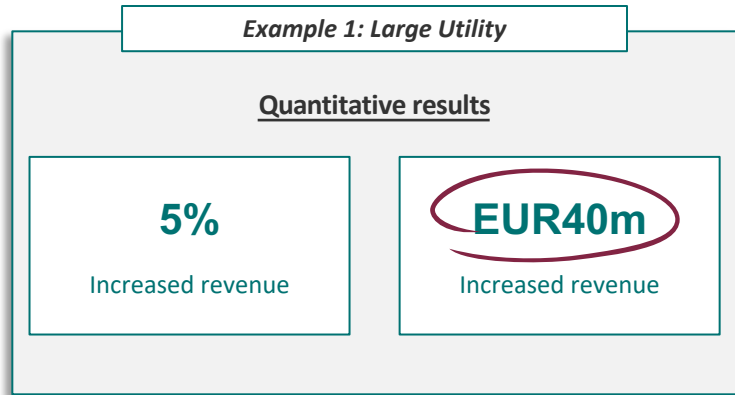 Example 1: Large Utility
Quantitative results
5%
Increased revenue
EUR40m
Increased revenue